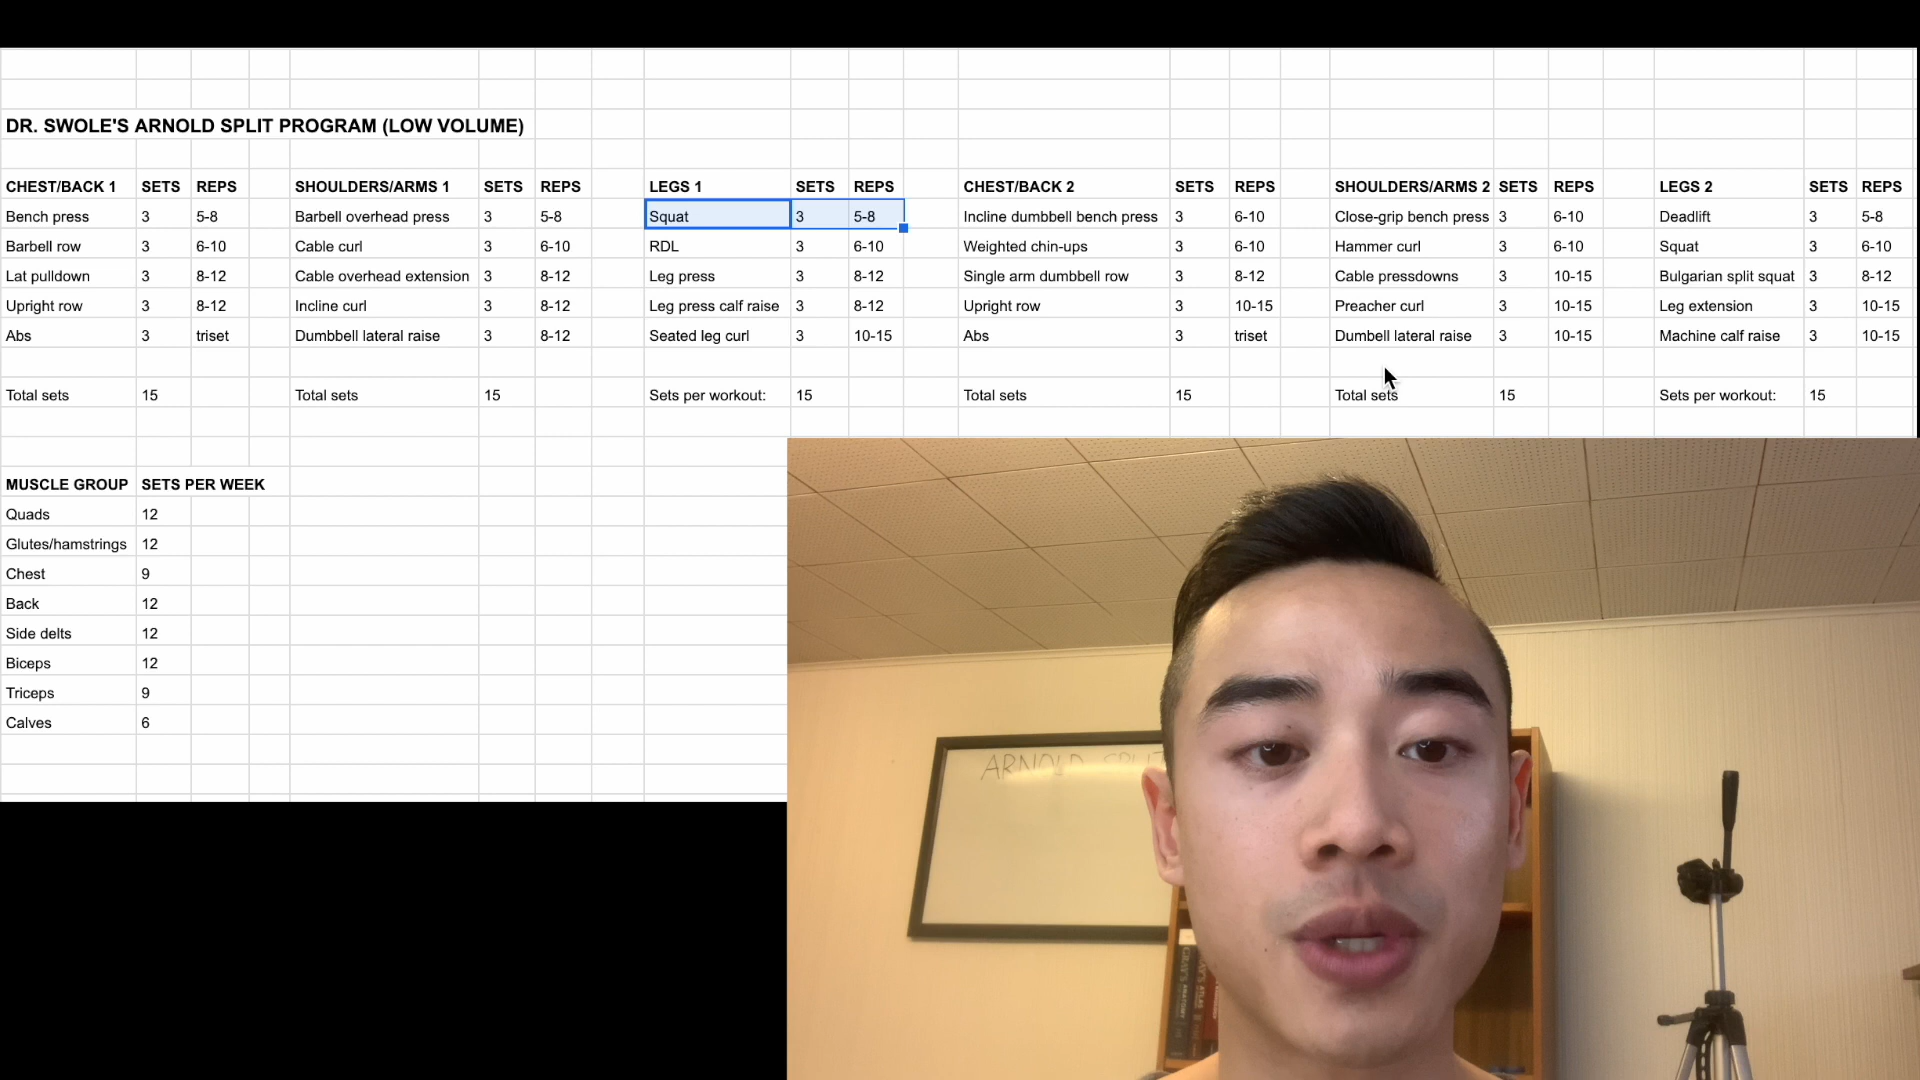 DR. SWOLE'S ARNOLD SPLIT PROGRAM (LOW VOLUME)
CHEST/BACK 1 SETS REPS SHOULDERS/ARMS 1 SETS REPS LEGS 1 SETS REPS CHEST/BACK 2 SETS REPS SHOULDERS/ARMS 2 SETS REPS LEGS 2 SETS REPS
Bench press 3 5-8 Barbell overhead press 3 5-8 Squat 3 5-8 Incline dumbbell bench press 3 6-10 Close-grip bench press 3 6-10 Deadlift 3 5-8
Barbell row 3 6-10 Cable curl 3 6-10 RDL 3 6-10 Weighted chin-ups 3 6-10 Hammer curl 3 6-10 Squat 3 6-10
Lat pulldown 3 8-12 Cable overhead extension 3 8-12 Leg press 3 8-12 Single arm dumbbell row 3 8-12 Cable pressdowns 3 10-15 Bulgarian split squat 3 8-12
Upright row 3 8-12 Incline curl 3 8-12 Leg press calf raise 3 8-12 Upright row 3 10-15 Preacher curl 3 10-15 Leg extension 3 10-15
Abs 3 triset Dumbbell lateral raise 3 8-12 Seated leg curl 3 10-15 Abs 3 triset Dumbell lateral raise 3 10-15 Machine calf raise 3 10-15
Total sets 15 Total sets 15 Sets per workout: 15 Total sets 15 Total sets 15 Sets per workout: 15
MUSCLE GROUP SETS PER WEEK
Quads 12
Glutes/hamstrings 12
Chest 9
Back 12
Side delts 12
Biceps 12
Triceps 9
Calves 6
ARNOLD SPLIT
GRAY'S ANATOMY